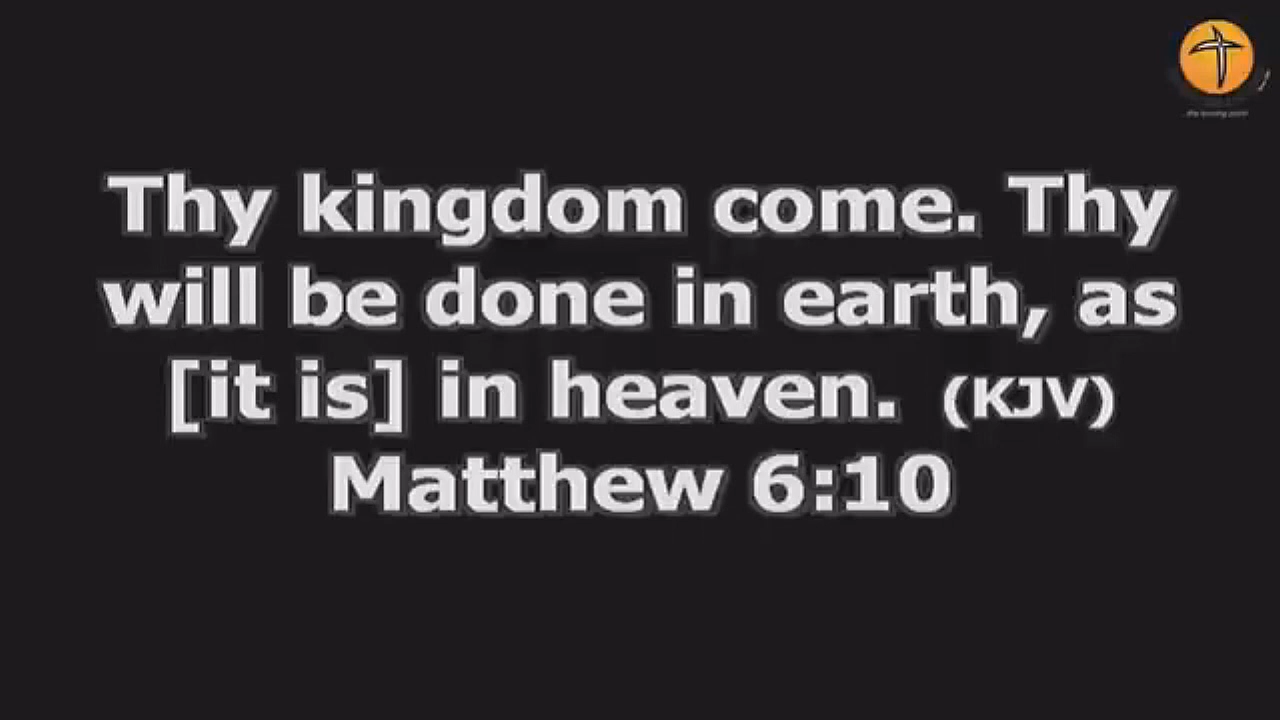 Thy kingdom come. Thy
will be done in earth, as
[it is] in heaven. (KJV)
Matthew 6:10